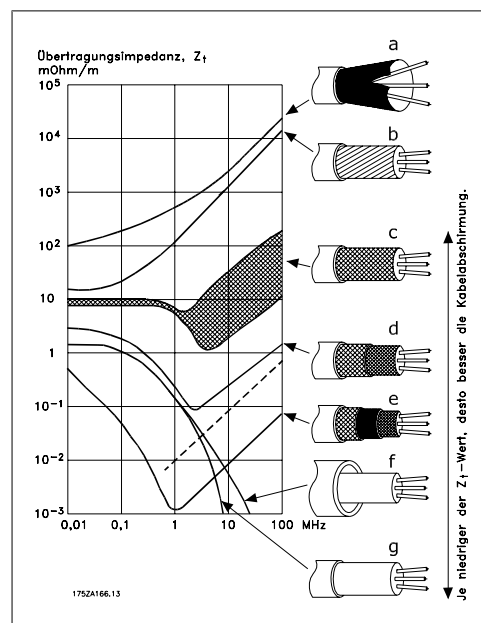 a
Übertragungsimpedanz, Zt
mOhm/m
10⁵
10⁴
b
10³
c
10²
10
d
1
10⁻¹
e
10⁻²
f
10⁻³
0,01 0,1 1 10 100 MHz
g
175ZA166.13
Je niedriger der Zt-Wert, desto besser die Kabelabschirmung.